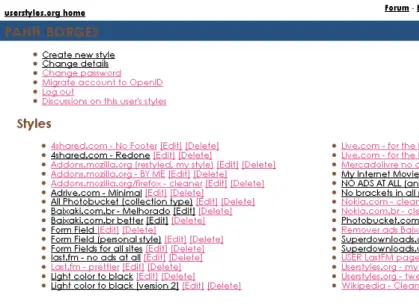 userstyles.org home
Forum -
PANN BORGES
Create new style
Change details
Change password
Migrate account to OpenID
Log out
Discussions on this user's styles
Styles
4shared.com - No Footer [Edit] [Delete]
4shared.com - Redone [Edit] [Delete]
Addons.mozilla.org (restyled, my style) [Edit] [Delete]
Addons.mozilla.org - BY ME [Edit] [Delete]
Addons.mozilla.org/firefox - cleaner [Edit] [Delete]
Adrive.com - Minimal [Edit] [Delete]
All Photobucket (collection type) [Edit] [Delete]
Baixaki.com.br - Melhorado [Edit] [Delete]
Baixaki.com.br better [Edit] [Delete]
Form Field [Edit] [Delete]
Form Field (personal style) [Edit] [Delete]
Form Fields for all sites [Edit] [Delete]
last.fm - no ads at all [Edit] [Delete]
Last.fm - prettier [Edit] [Delete]
Light color to black [Edit] [Delete]
Light color to black (version 2) [Edit] [Delete]
Live.com - for the
Live.com - for the
Mercadolivre no
My Internet Movie
NO ADS AT ALL (an
No brackets in all
Nokia.com - clean
Nokia.com.br - cle
Photobucket.com
Remover ads Baix
Superdownloads.
Superdownloads.
USER LastFM page
Userstyles.org - my
Userstyles.org - twe
Wikipedia - Clean